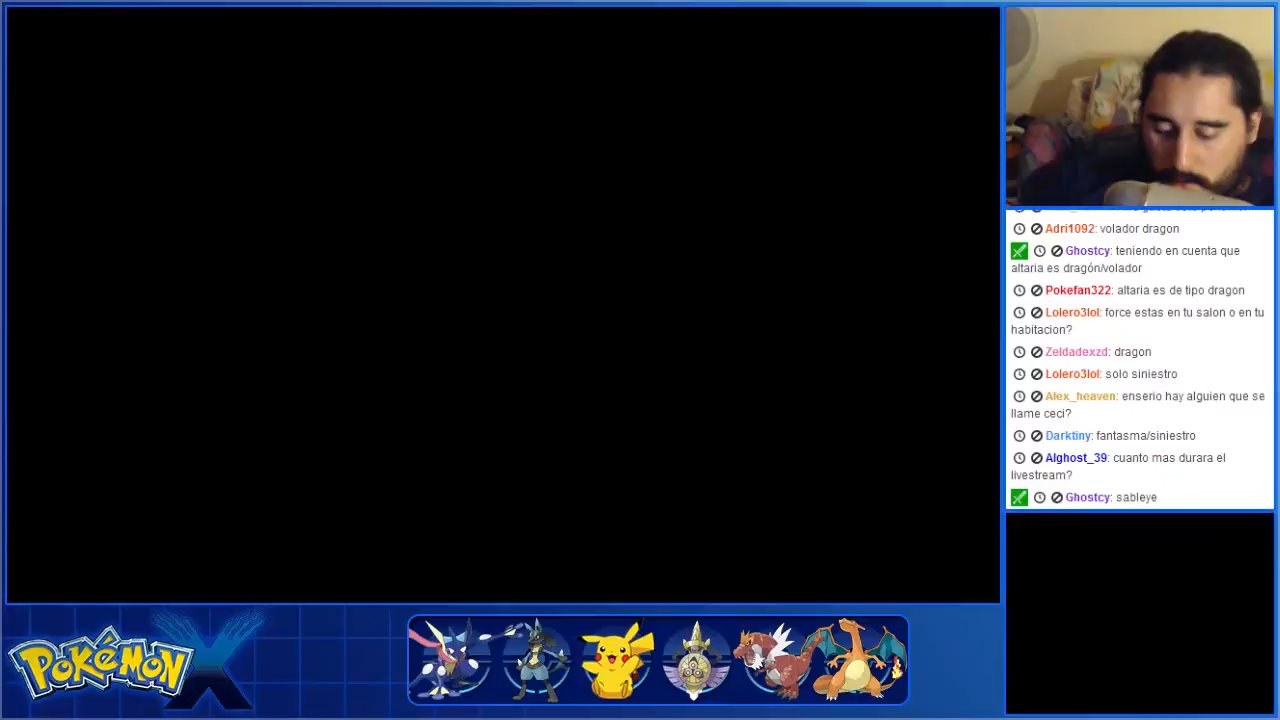 Adri1092: volador dragon
Ghostcy: teniendo en cuenta que
altaria es dragón/volador
Pokefan322: altaria es de tipo dragon
Lolero3lol: force estas en tu salon o en tu
habitacion?
Zeldadexzd: dragon
Lolero3lol: solo siniestro
Alex_heaven: enserio hay alguien que se
llame ceci?
Darktiny: fantasma/siniestro
Alghost_39: cuanto mas durara el
livestream?
Ghostcy: sableye
POKÉMON X